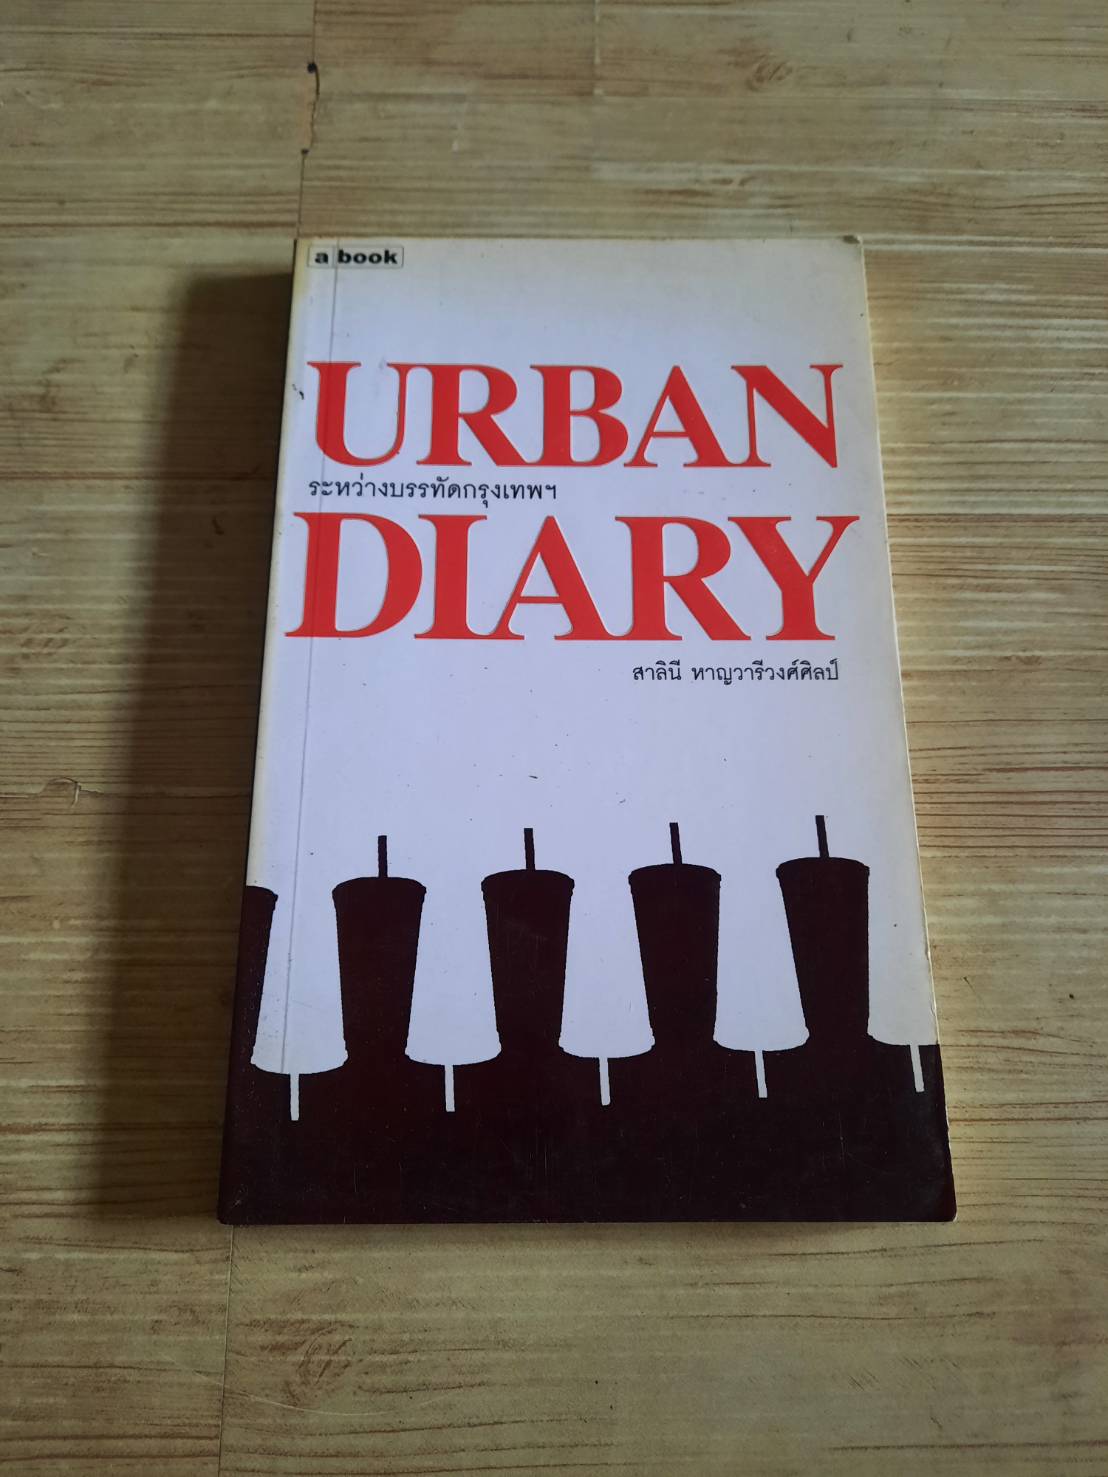 a book
URBAN
ระหว่างบรรทัดกรุงเทพฯ
DIARY
สาลินี หาญวารีวงศ์ศิลป์